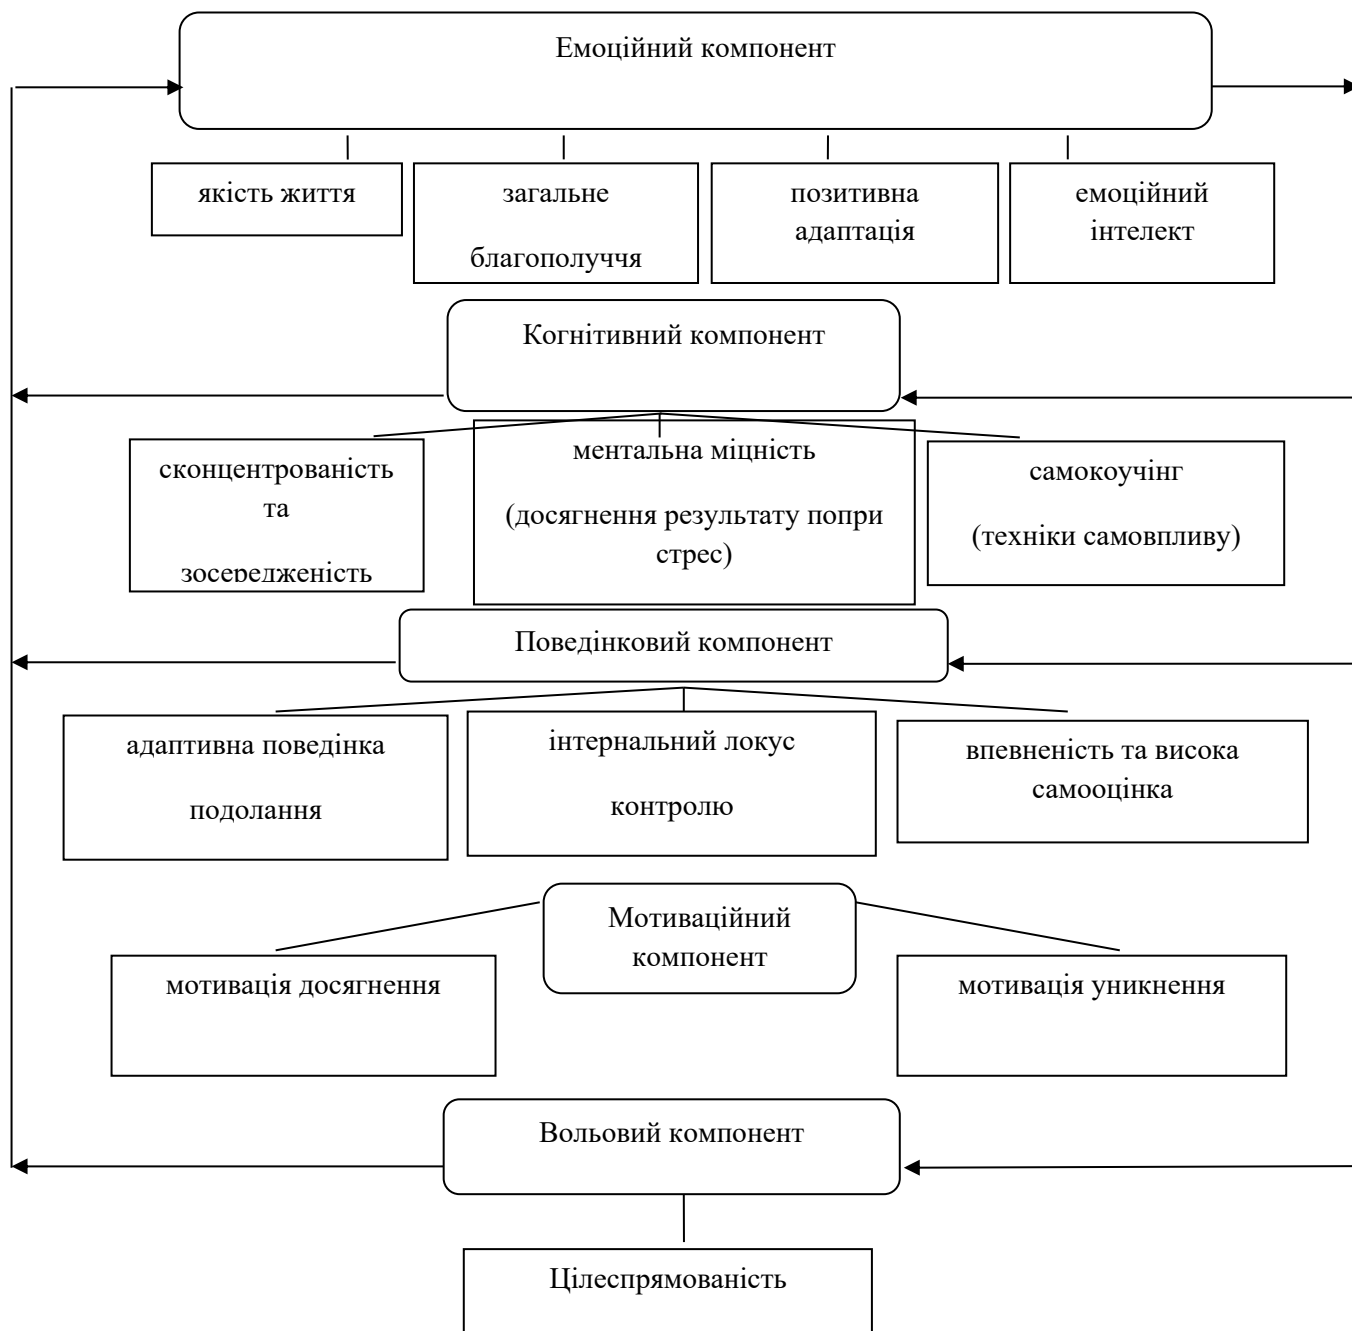 Емоційний компонент
якість життя
загальне
благополуччя
позитивна
адаптація
емоційний
інтелект
Когнітивний компонент
сконцентрованість
та
зосередженість
ментальна міцність
(досягнення результату попри
стрес)
самокоучінг
(техніки самовпливу)
Поведінковий компонент
адаптивна поведінка
подолання
інтернальний локус
контролю
впевненість та висока
самооцінка
Мотиваційний
компонент
мотивація досягнення
мотивація уникнення
Вольовий компонент
Цілеспрямованість